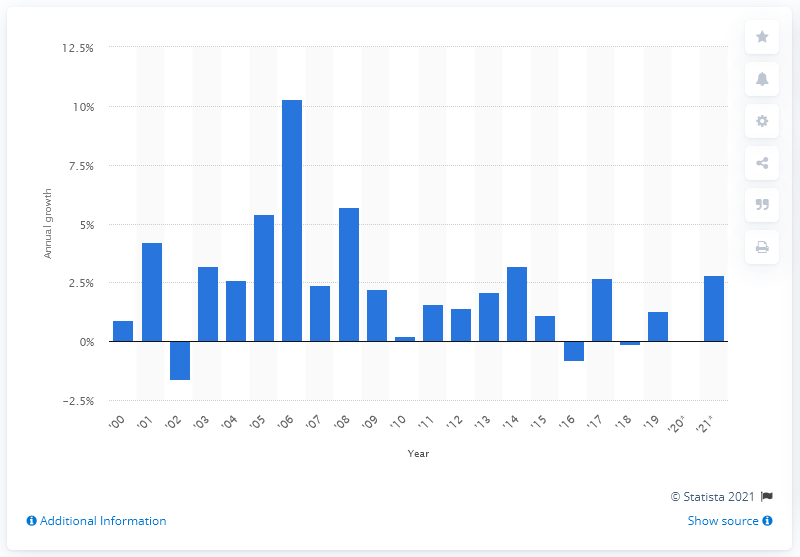 12.5%
10%
7.5%
5%
2.5%
0%
−2.5%
Annual growth
'00 '01 '02 '03 '04 '05 '06 '07 '08 '09 '10 '11 '12 '13 '14 '15 '16 '17 '18 '19 '20* '21*
Year
© Statista 2021
Additional Information
Show source